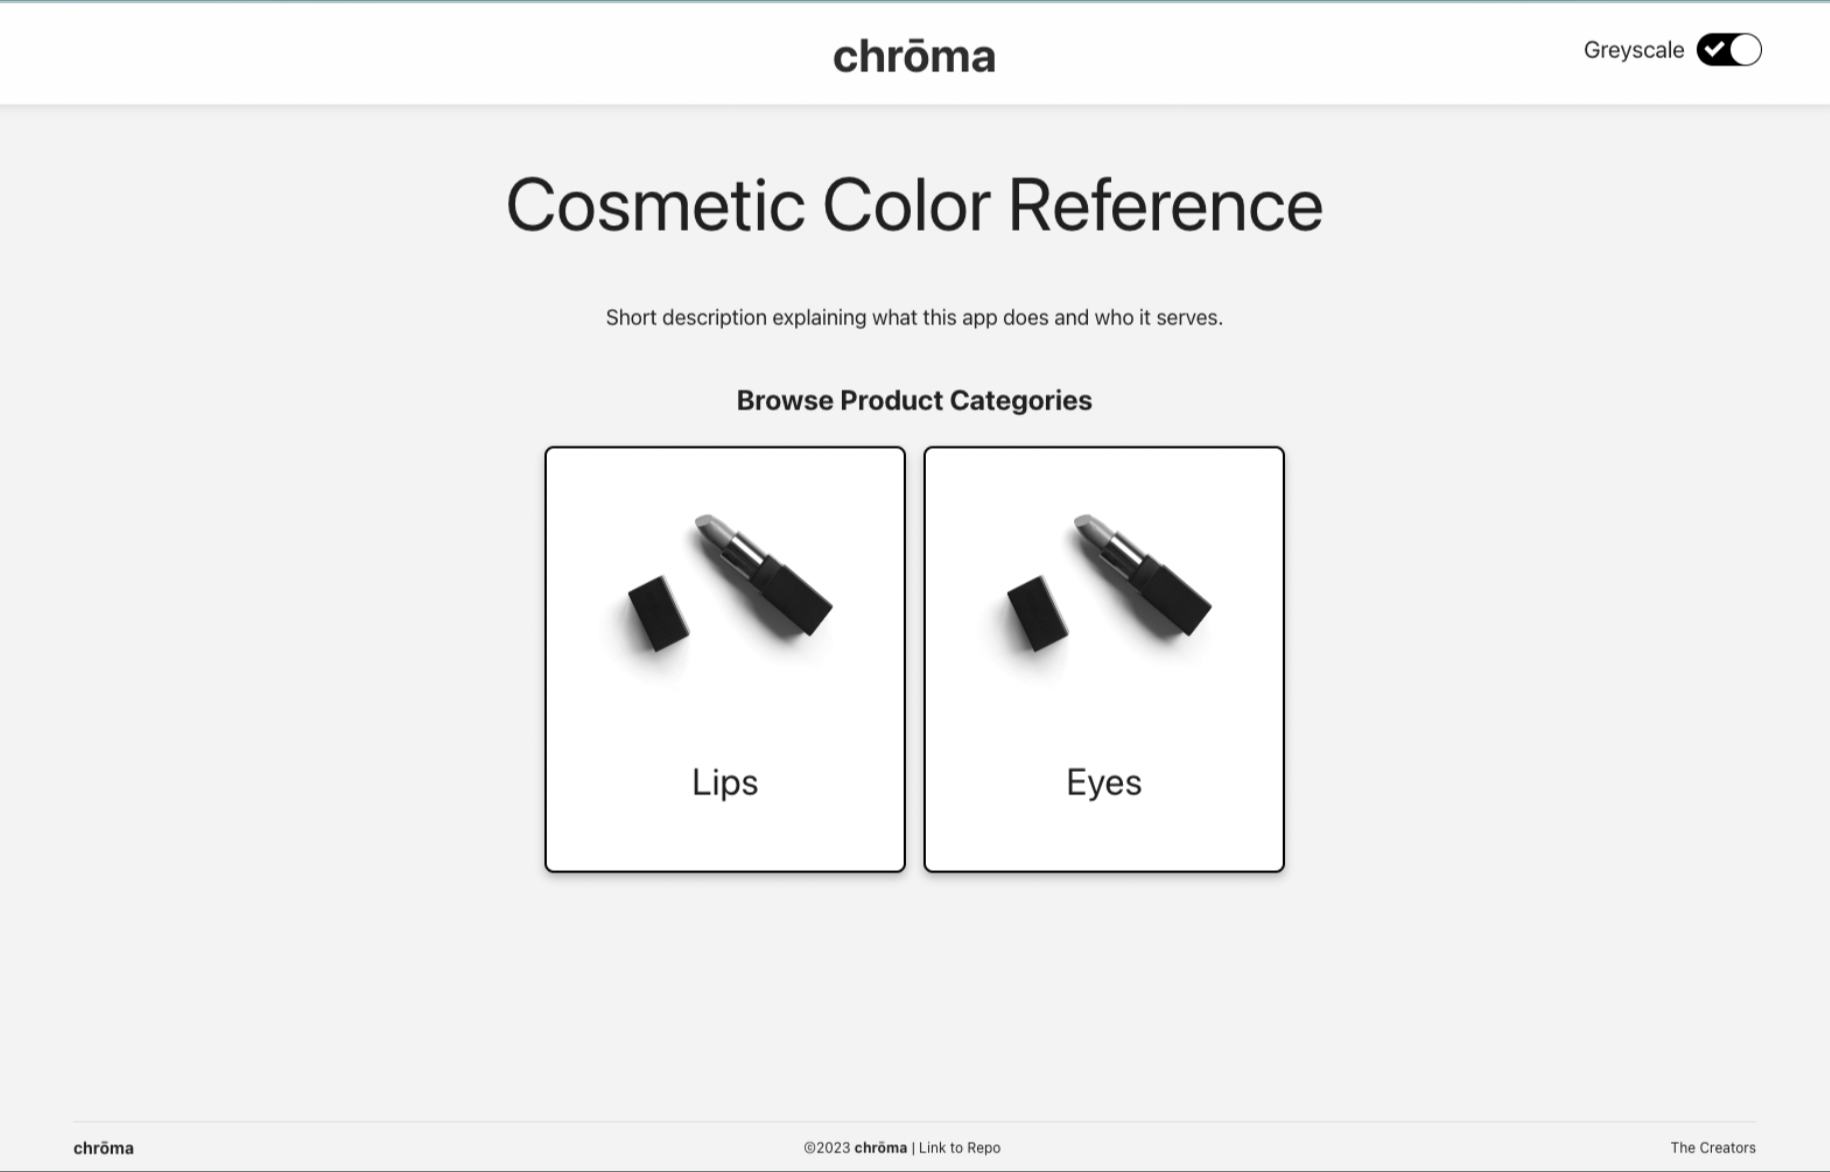 chrōma
Greyscale
Cosmetic Color Reference
Short description explaining what this app does and who it serves.
Browse Product Categories
Lips
Eyes
chrōma
©2023 chrōma | Link to Repo
The Creators